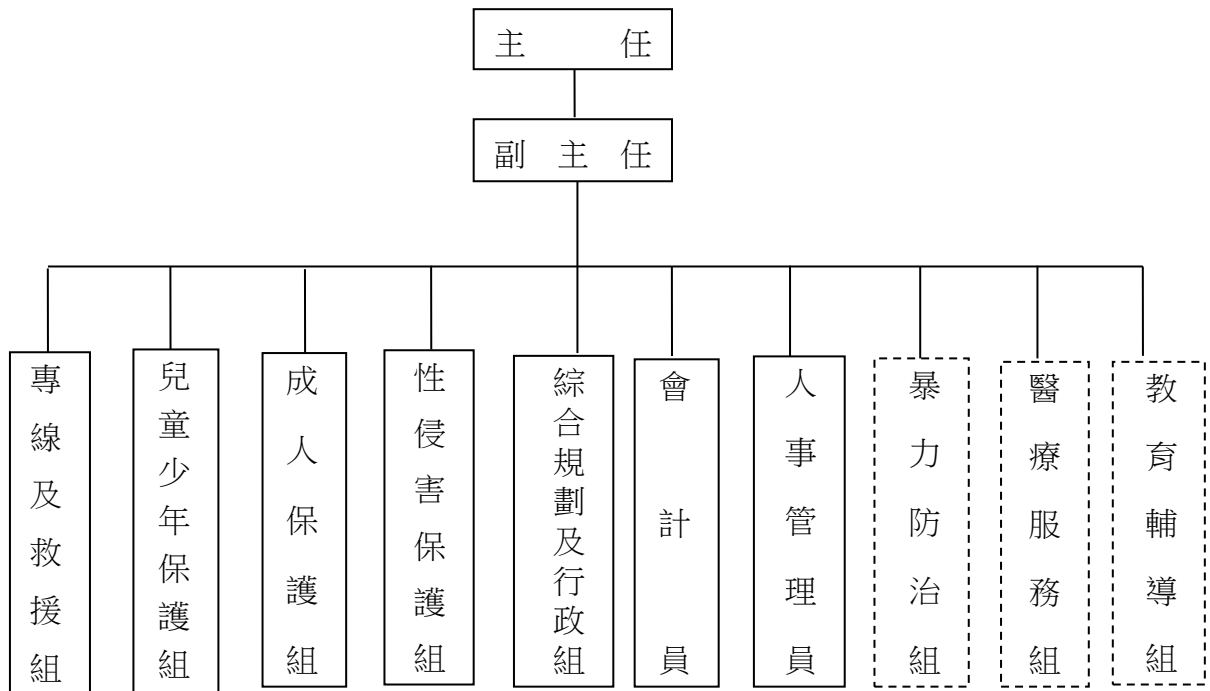 主任
副主任
專線及救援組
兒童少年保護組
成人保護組
性侵害保護組
綜合規劃及行政組
會計員
人事管理員
暴力防治組
醫療服務組
教育輔導組